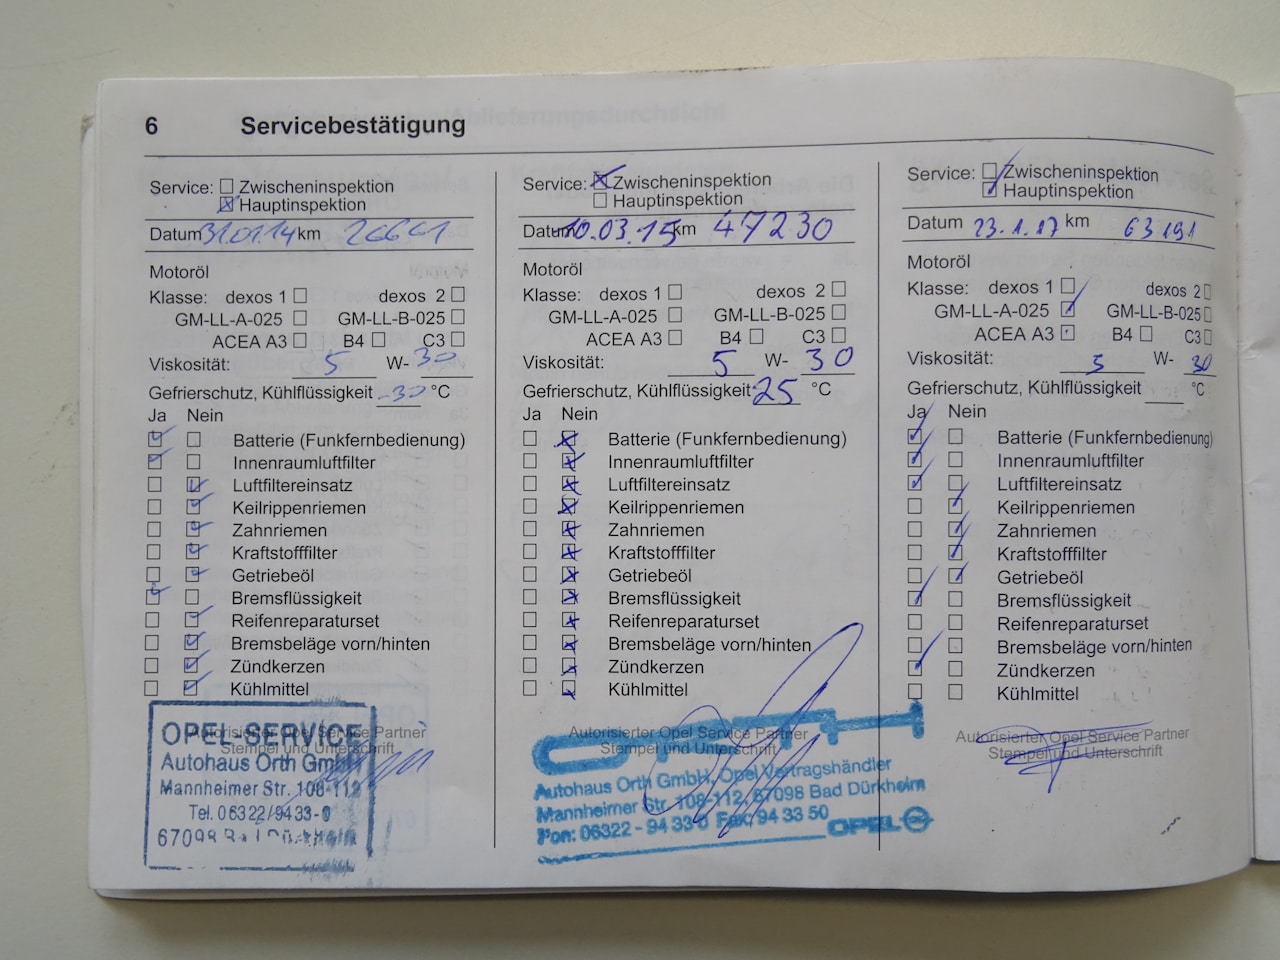 6 Servicebestätigung
Service: Zwischeninspektion
Hauptinspektion
Datum 31.01.14 km
Motoröl
Klasse: dexos 1 dexos 2
GM-LL-A-025 GM-LL-B-025
ACEA A3 B4 C3
Viskosität: 5 W- 30
Gefrierschutz, Kühlflüssigkeit -30 °C
Ja Nein
Batterie (Funkfernbedienung)
Innenraumluftfilter
Luftfiltereinsatz
Keilrippenriemen
Zahnriemen
Kraftstofffilter
Getriebeöl
Bremsflüssigkeit
Reifenreparaturset
Bremsbeläge vorn/hinten
Zündkerzen
Kühlmittel
Autorisierter Opel Service Partner
Stempel und Unterschrift
OPEL-SERVICE
Autohaus Orth GmbH
Mannheimer Str. 108-112
Tel. 06322/9433-0
67098 Bad Dürkheim
Service: Zwischeninspektion
Hauptinspektion
Datum 10.03.15 km 47230
Motoröl
Klasse: dexos 1 dexos 2
GM-LL-A-025 GM-LL-B-025
ACEA A3 B4 C3
Viskosität: 5 W- 30
Gefrierschutz, Kühlflüssigkeit 25 °C
Ja Nein
Batterie (Funkfernbedienung)
Innenraumluftfilter
Luftfiltereinsatz
Keilrippenriemen
Zahnriemen
Kraftstofffilter
Getriebeöl
Bremsflüssigkeit
Reifenreparaturset
Bremsbeläge vorn/hinten
Zündkerzen
Kühlmittel
Autorisierter Opel Service Partner
Stempel und Unterschrift
Autohaus Orth GmbH, Opel Vertragshändler
Mannheimer Str. 108-112, 67098 Bad Dürkheim
Fon: 06322 - 94 33 0 Fax: 94 33 50
OPEL
Service: Zwischeninspektion
Hauptinspektion
Datum 23.1.17 km 63191
Motoröl
Klasse: dexos 1 dexos 2
GM-LL-A-025 GM-LL-B-025
ACEA A3 B4 C3
Viskosität: 5 W- 30
Gefrierschutz, Kühlflüssigkeit °C
Ja Nein
Batterie (Funkfernbedienung)
Innenraumluftfilter
Luftfiltereinsatz
Keilrippenriemen
Zahnriemen
Kraftstofffilter
Getriebeöl
Bremsflüssigkeit
Reifenreparaturset
Bremsbeläge vorn/hinten
Zündkerzen
Kühlmittel
Autorisierter Opel Service Partner
Stempel und Unterschrift